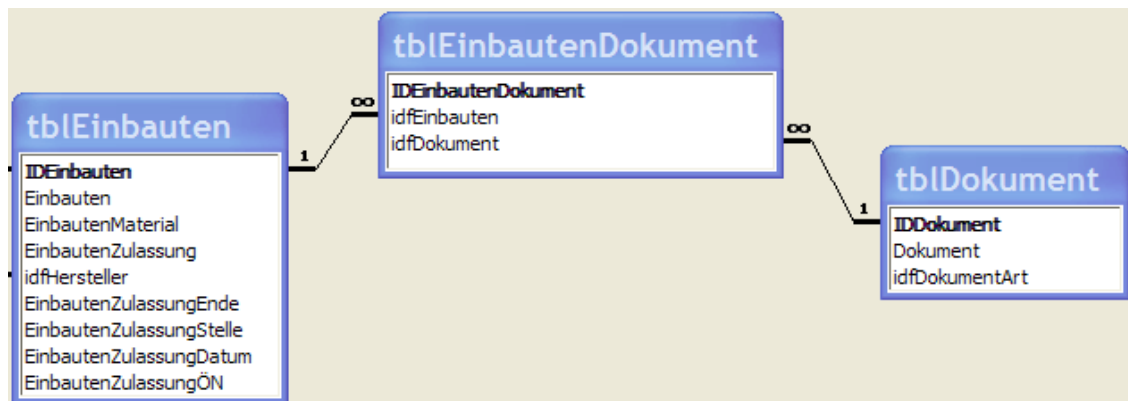 tblEinbautenDokument
IDEinbautenDokument
idfEinbauten
idfDokument
∞
∞
tblEinbauten
1
IDEinbauten
Einbauten
EinbautenMaterial
EinbautenZulassung
idfHersteller
EinbautenZulassungEnde
EinbautenZulassungStelle
EinbautenZulassungDatum
EinbautenZulassungÖN
tblDokument
1
IDDokument
Dokument
idfDokumentArt